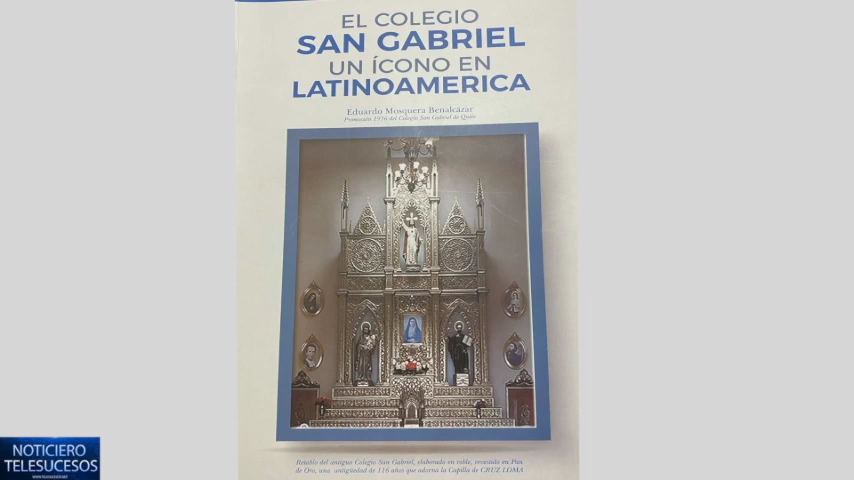 EL COLEGIO
SAN GABRIEL
UN ÍCONO EN
LATINOAMERICA
Eduardo Mosquera Benalcázar
Promoción 1956 del Colegio San Gabriel de Quito
Retablo del antiguo Colegio San Gabriel, elaborado en roble, revestido en Pan
de Oro, una antigüedad de 116 años que adorna la Capilla de CRUZ LOMA
NOTICIERO
TELESUCESOS